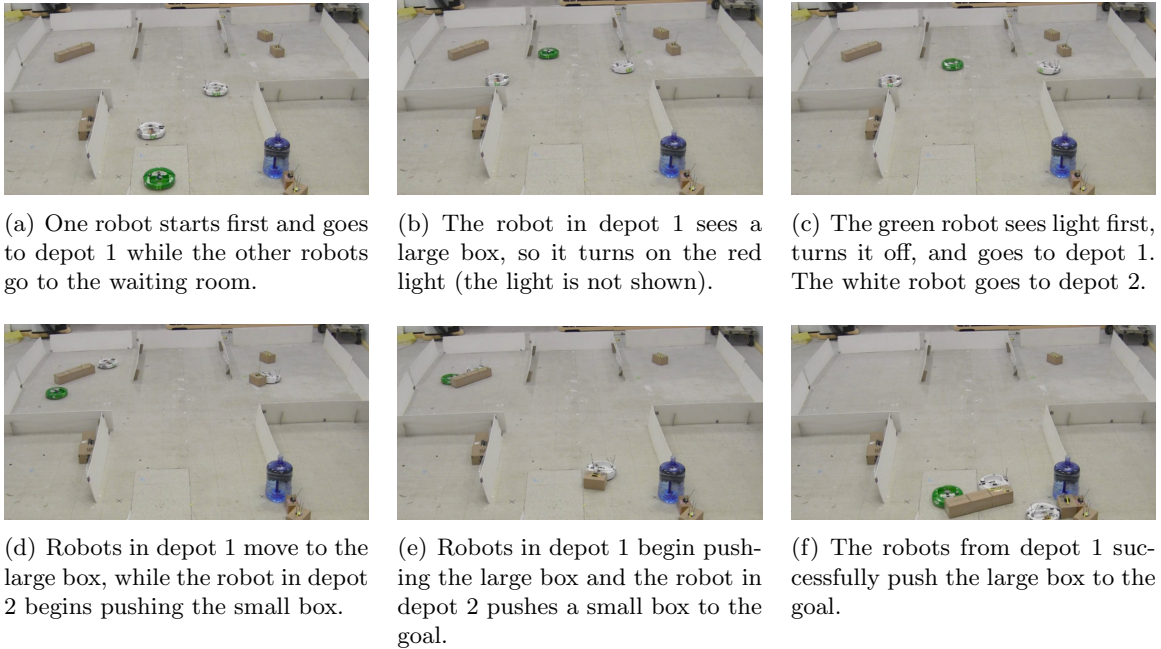 (a) One robot starts first and goes
to depot 1 while the other robots
go to the waiting room.
(b) The robot in depot 1 sees a
large box, so it turns on the red
light (the light is not shown).
(c) The green robot sees light first,
turns it off, and goes to depot 1.
The white robot goes to depot 2.
(d) Robots in depot 1 move to the
large box, while the robot in depot
2 begins pushing the small box.
(e) Robots in depot 1 begin push-
ing the large box and the robot in
depot 2 pushes a small box to the
goal.
(f) The robots from depot 1 suc-
cessfully push the large box to the
goal.